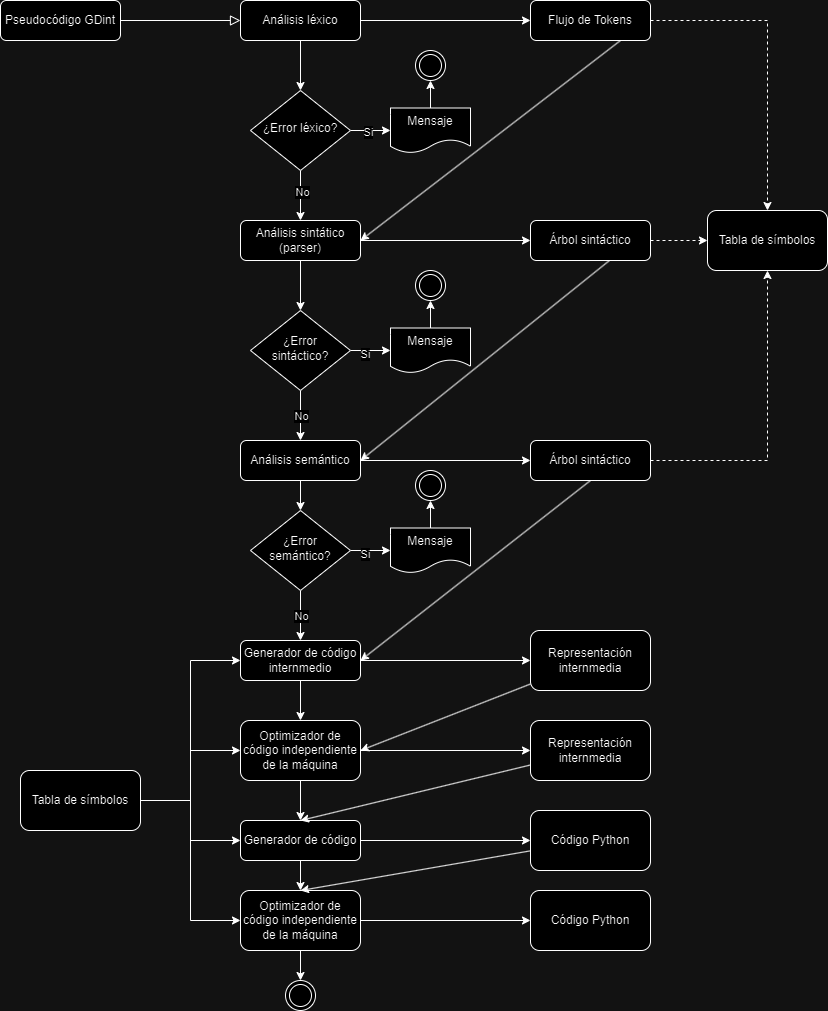 Pseudocódigo GDint
Análisis léxico
Flujo de Tokens
¿Error léxico?
Si
Mensaje
No
Análisis sintático
(parser)
Árbol sintáctico
Tabla de símbolos
¿Error
sintáctico?
Si
Mensaje
No
Análisis semántico
Árbol sintáctico
¿Error
semántico?
Si
Mensaje
No
Generador de código
internmedio
Representación
internmedia
Optimizador de
código independiente
de la máquina
Representación
internmedia
Tabla de símbolos
Generador de código
Código Python
Optimizador de
código independiente
de la máquina
Código Python